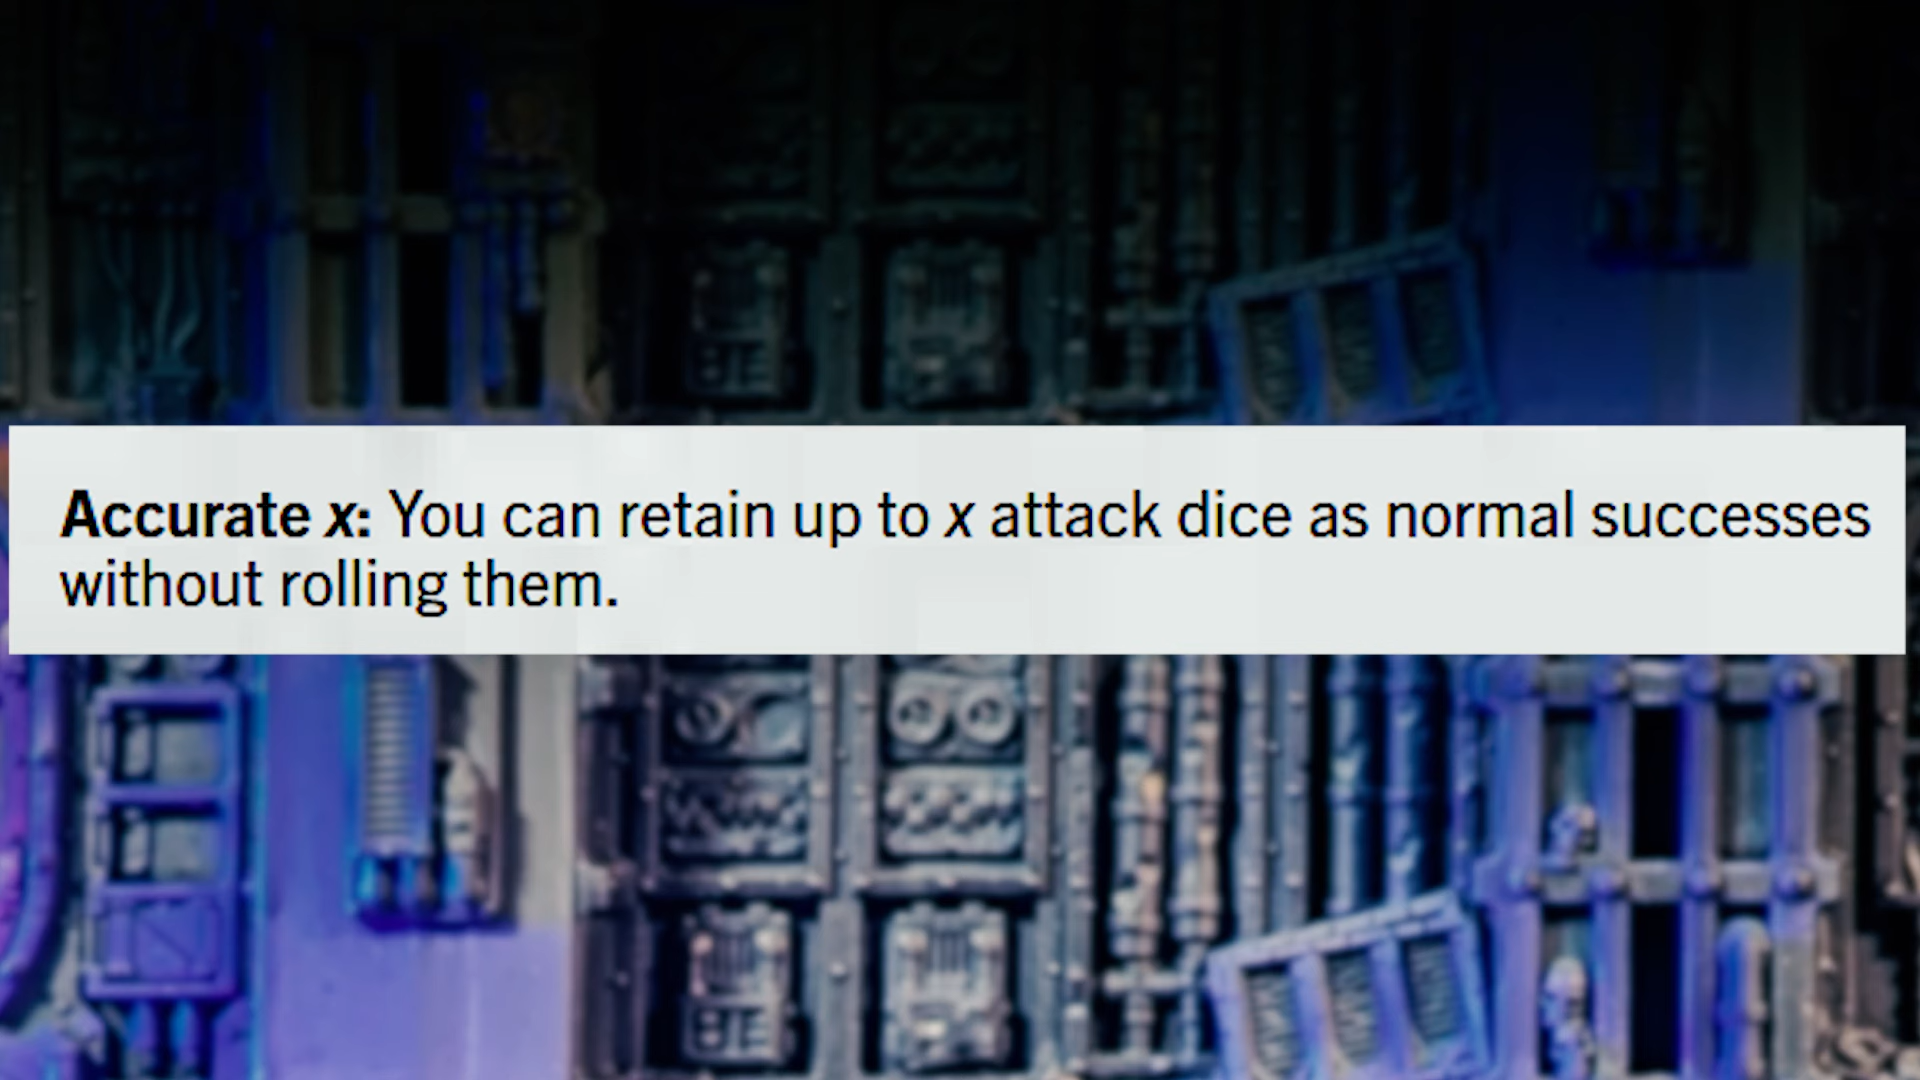 Accurate x: You can retain up to x attack dice as normal successes
without rolling them.